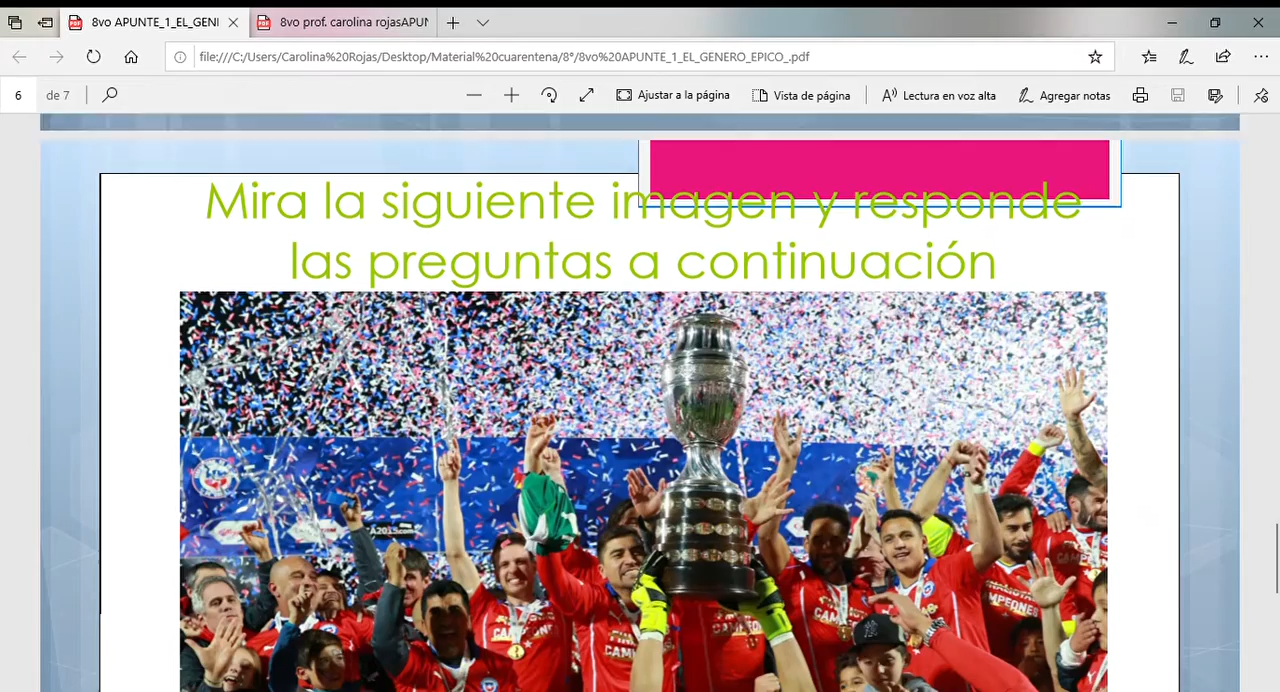 8vo APUNTE_1_EL_GENI
8vo prof. carolina rojasAPUN
file:///C:/Users/Carolina%20Rojas/Desktop/Material%20cuarentena/8°/8vo%20APUNTE_1_EL_GENERO_EPICO_.pdf
6 de 7
Ajustar a la página
Vista de página
Lectura en voz alta
Agregar notas
Mira la siguiente imagen y responde
las preguntas a continuación